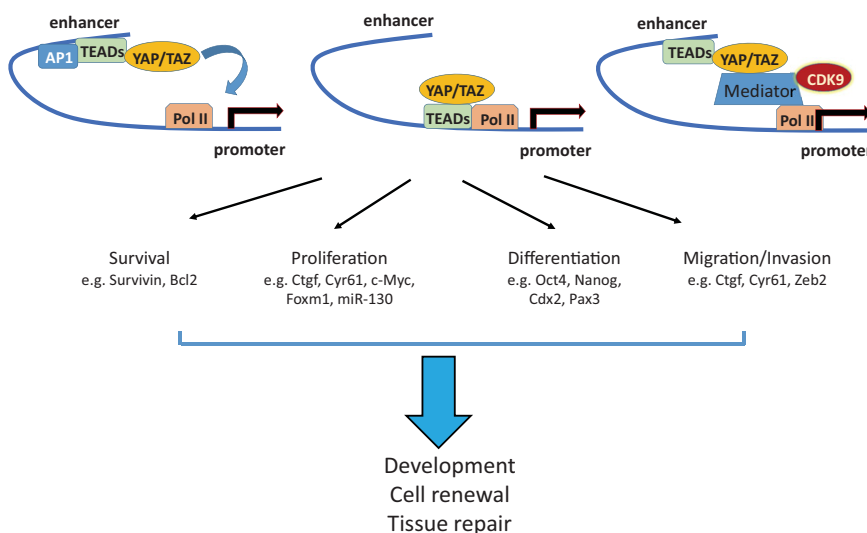 enhancer
AP1
TEADs
YAP/TAZ
Pol II
promoter
enhancer
YAP/TAZ
TEADs
Pol II
promoter
enhancer
TEADs
YAP/TAZ
CDK9
Mediator
Pol II
promoter
Survival
e.g. Survivin, Bcl2
Proliferation
e.g. Ctgf, Cyr61, c-Myc,
Foxm1, miR-130
Differentiation
e.g. Oct4, Nanog,
Cdx2, Pax3
Migration/Invasion
e.g. Ctgf, Cyr61, Zeb2
Development
Cell renewal
Tissue repair